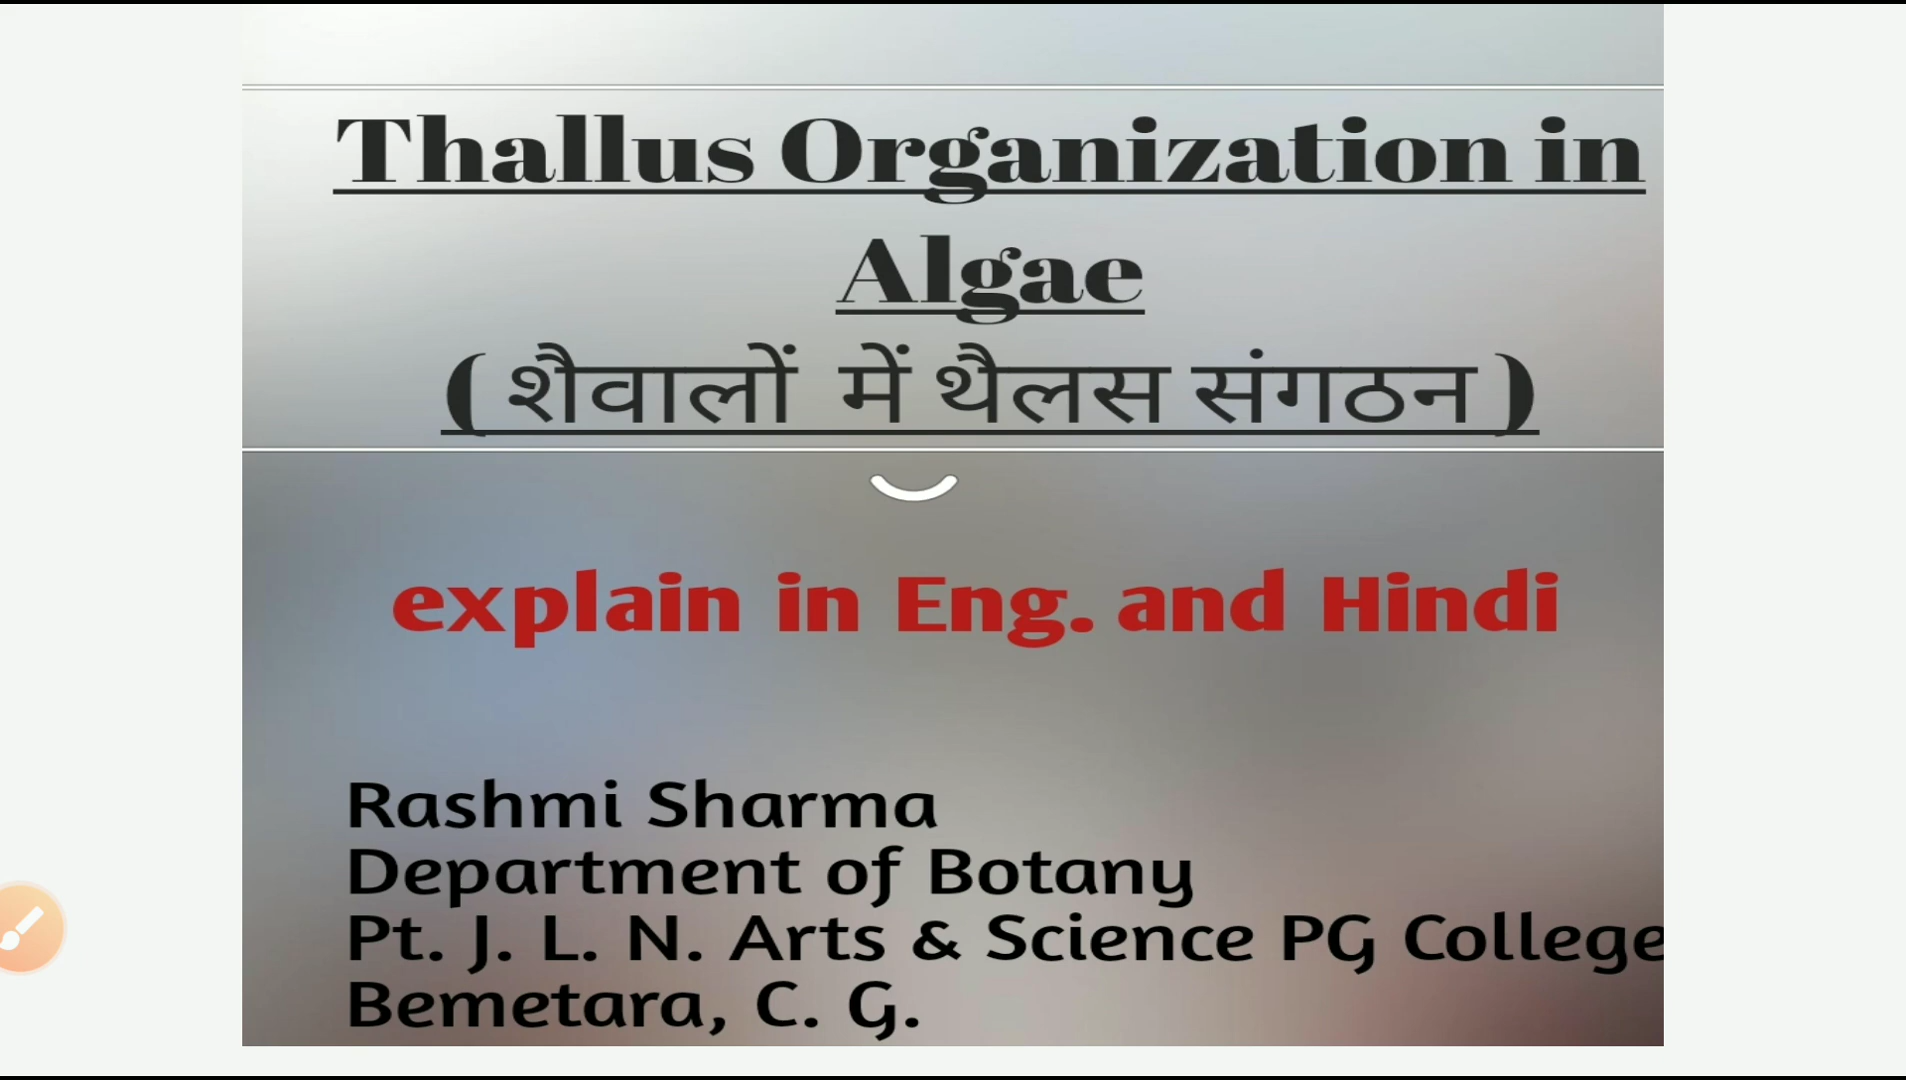 Thallus Organization in
Algae
( शैवालों में थैलस संगठन )
explain in Eng. and Hindi
Rashmi Sharma
Department of Botany
Pt. J. L. N. Arts & Science PG College
Bemetara, C. G.